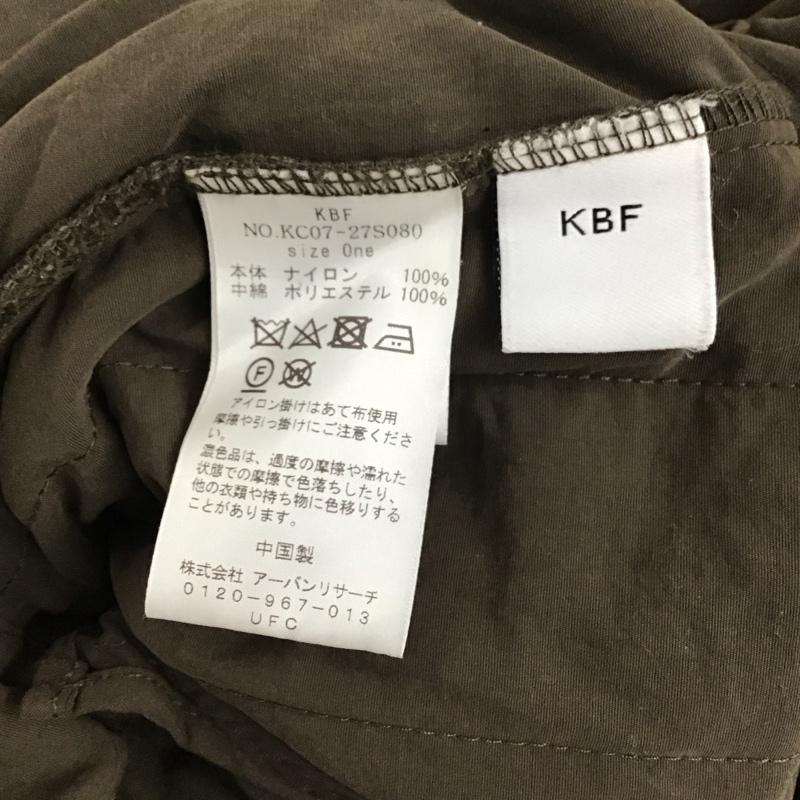 KBF
NO.KC07-27S080
size One
本体 ナイロン 100%
中綿 ポリエステル 100%
F W
アイロン掛けはあて布使用
摩擦や引っ掛けにご注意くださ
い。
濃色品は、過度の摩擦や濡れた
状態での摩擦で色落ちしたり、
他の衣類や持ち物に色移りする
ことがあります。
中国製
株式会社 アーバンリサーチ
0120-967-013
UFC
KBF